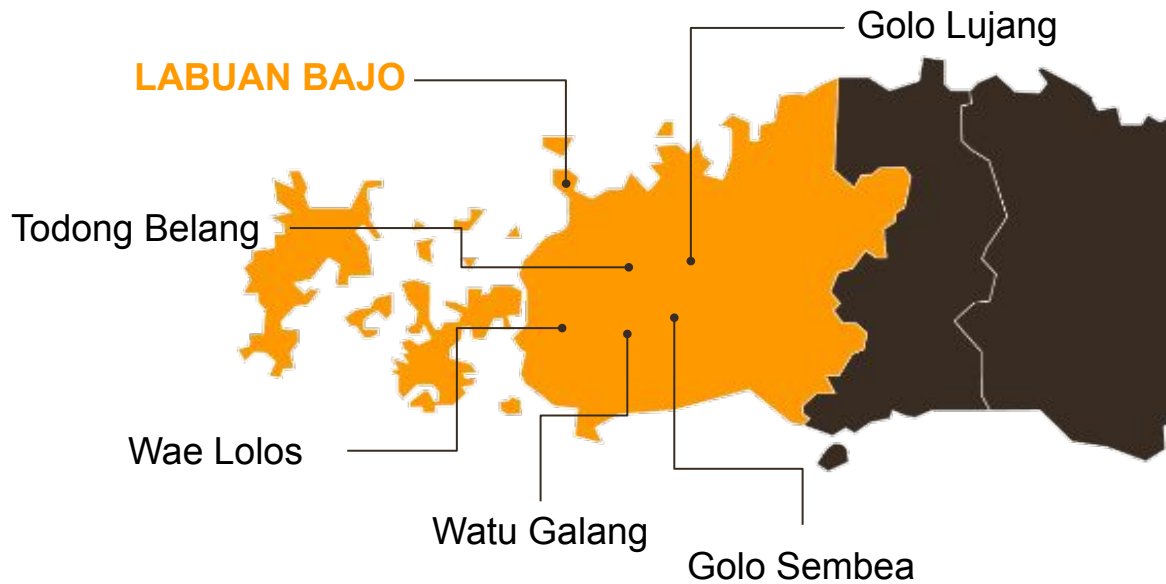 Golo Lujang
LABUAN BAJO
Todong Belang
Wae Lolos
Watu Galang
Golo Sembea